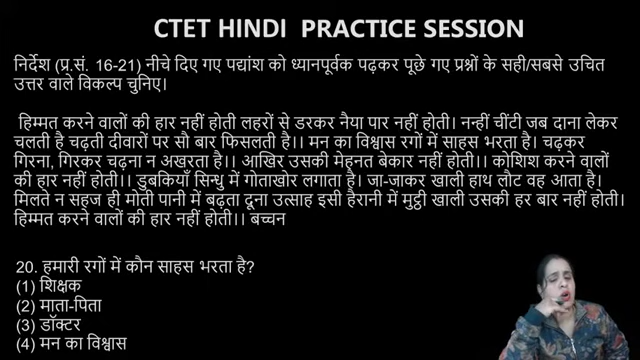 CTET HINDI PRACTICE SESSION
निर्देश (प्र.सं. 16-21) नीचे दिए गए पद्यांश को ध्यानपूर्वक पढ़कर पूछे गए प्रश्नों के सही/सबसे उचित
उत्तर वाले विकल्प चुनिए।
हिम्मत करने वालों की हार नहीं होती लहरों से डरकर नैया पार नहीं होती। नन्हीं चींटी जब दाना लेकर
चलती है चढ़ती दीवारों पर सौ बार फिसलती है।। मन का विश्वास रगों में साहस भरता है। चढ़कर
गिरना, गिरकर चढ़ना न अखरता है।। आखिर उसकी मेहनत बेकार नहीं होती।। कोशिश करने वालों
की हार नहीं होती।। डुबकियाँ सिन्धु में गोताखोर लगाता है। जा-जाकर खाली हाथ लौट वह आता है।
मिलते न सहज ही मोती पानी में बढ़ता दूना उत्साह इसी हैरानी में मुट्ठी खाली उसकी हर बार नहीं होती।
हिम्मत करने वालों की हार नहीं होती।। बच्चन
20. हमारी रगों में कौन साहस भरता है?
(1) शिक्षक
(2) माता-पिता
(3) डॉक्टर
(4) मन का विश्वास